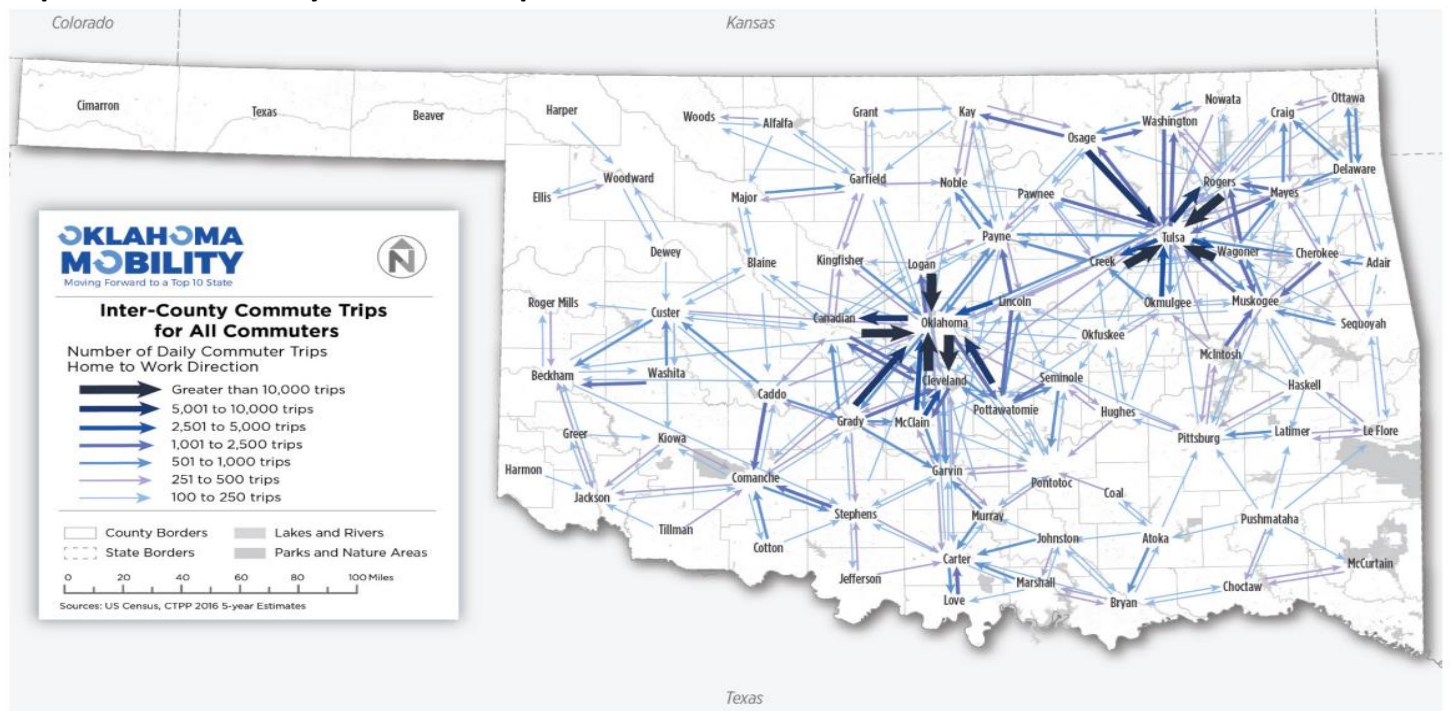 Colorado
Kansas
Cimarron
Texas
Beaver
Harper
Woods
Alfalfa
Grant
Kay
Osage
Washington
Nowata
Craig
Ottawa
Ellis
Woodward
Major
Garfield
Noble
Pawnee
Rogers
Mayes
Delaware
Dewey
Blaine
Kingfisher
Logan
Payne
Creek
Tulsa
Wagoner
Cherokee
Adair
Roger Mills
Custer
Canadian
Oklahoma
Lincoln
Okmulgee
Muskogee
Okfuskee
Sequoyah
McIntosh
Beckham
Washita
Caddo
Cleveland
Seminole
Haskell
Grady
McClain
Pottawatomie
Hughes
Greer
Kiowa
Pittsburg
Latimer
Le Flore
Harmon
Jackson
Comanche
Garvin
Pontotoc
Coal
Tillman
Stephens
Murray
Pushmataha
Cotton
Johnston
Atoka
Carter
McCurtain
Jefferson
Marshall
Choctaw
Love
Bryan
OKLAHOMA
MOBILITY
Moving Forward to a Top 10 State
N
Inter-County Commute Trips
for All Commuters
Number of Daily Commuter Trips
Home to Work Direction
Greater than 10,000 trips
5,001 to 10,000 trips
2,501 to 5,000 trips
1,001 to 2,500 trips
501 to 1,000 trips
251 to 500 trips
100 to 250 trips
County Borders
Lakes and Rivers
State Borders
Parks and Nature Areas
0 20 40 60 80 100 Miles
Sources: US Census, CTPP 2016 5-year Estimates
Texas